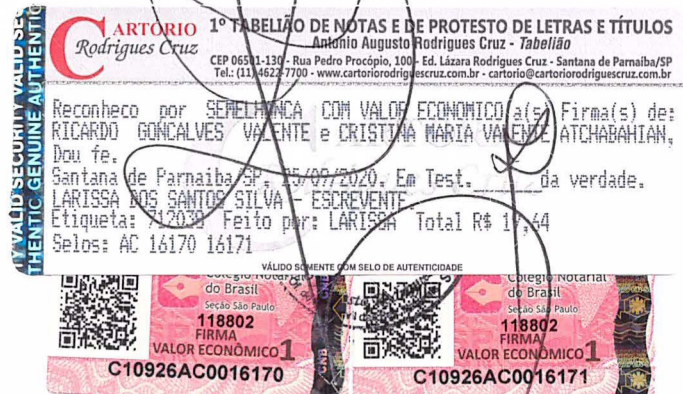 VALID SECURITY VALID SE
THENTIC GENUINE AUTHENTIC
CARTÓRIO
Rodrigues Cruz
1º TABELIÃO DE NOTAS E DE PROTESTO DE LETRAS E TÍTULOS
Antonio Augusto Rodrigues Cruz - Tabelião
CEP 06501-130 - Rua Pedro Procópio, 100 - Ed. Lázara Rodrigues Cruz - Santana de Parnaíba/SP
Tel.: (11) 4622-7700 - www.cartoriorodriguescruz.com.br - cartorio@cartoriorodriguescruz.com.br
Reconheco por SEMELHANCA COM VALOR ECONOMICO a(s) Firma(s) de:
RICARDO GONCALVES VALENTE e CRISTINA MARIA VALENTE ATCHABAHIAN,
Dou fe.
Santana de Parnaiba/SP, /09/2020. Em Test. ______ da verdade.
LARISSA DOS SANTOS SILVA - ESCREVENTE
Etiqueta: 712038 Feito por: LARISSA Total R$ 19,64
Selos: AC 16170 16171
VÁLIDO SOMENTE COM SELO DE AUTENTICIDADE
Colégio Notarial
do Brasil
Seção São Paulo
118802
FIRMA
VALOR ECONÔMICO 1
C10926AC0016170
CNB
Colégio Notarial
do Brasil
Seção São Paulo
118802
FIRMA
VALOR ECONÔMICO 1
C10926AC0016171